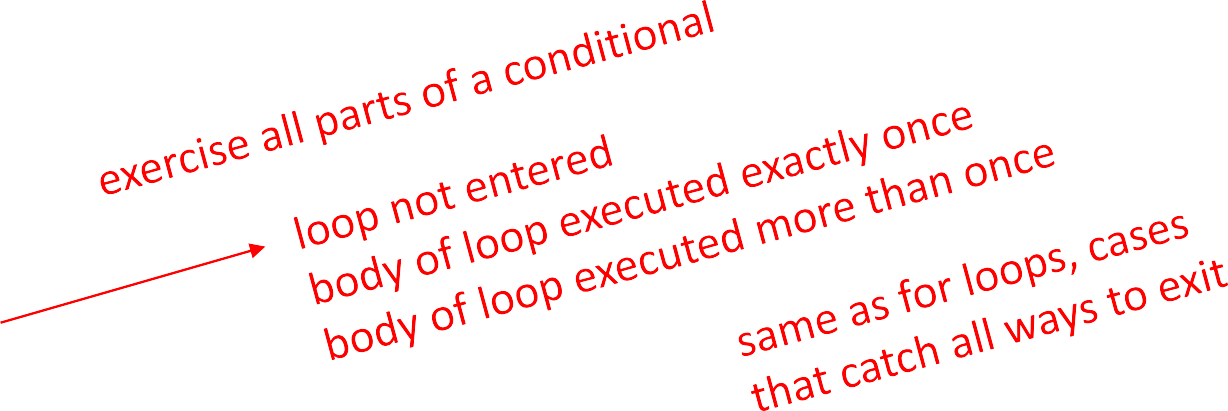 exercise all parts of a conditional
loop not entered
body of loop executed exactly once
body of loop executed more than once
same as for loops, cases
that catch all ways to exit